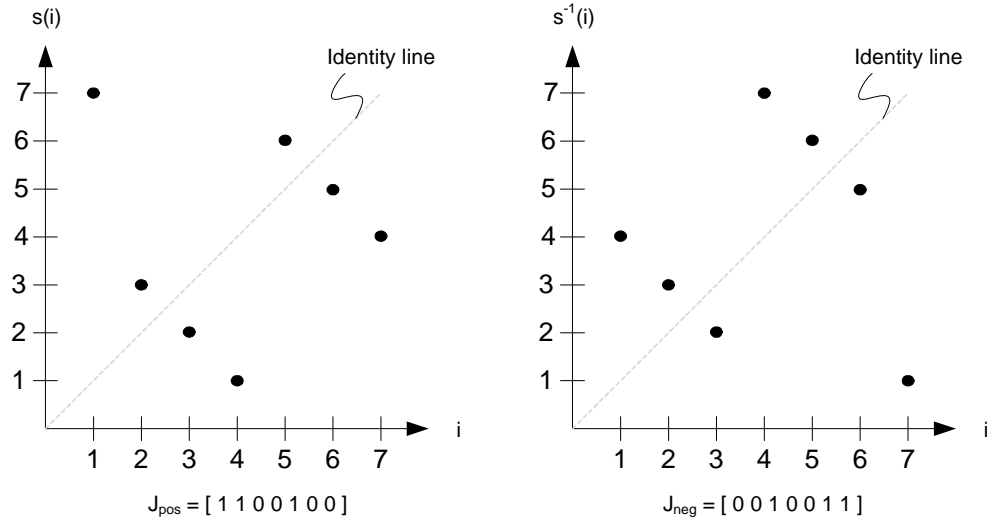 s(i)
Identity line
7
6
5
4
3
2
1
1 2 3 4 5 6 7
i
J_pos = [ 1 1 0 0 1 0 0 ]
s^-1(i)
Identity line
7
6
5
4
3
2
1
1 2 3 4 5 6 7
i
J_neg = [ 0 0 1 0 0 1 1 ]